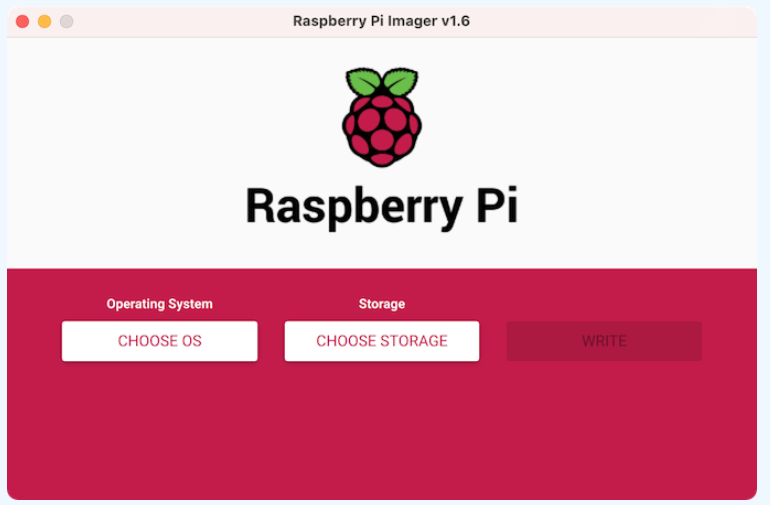 Raspberry Pi Imager v1.6
Raspberry Pi
Operating System
Storage
CHOOSE OS
CHOOSE STORAGE
WRITE